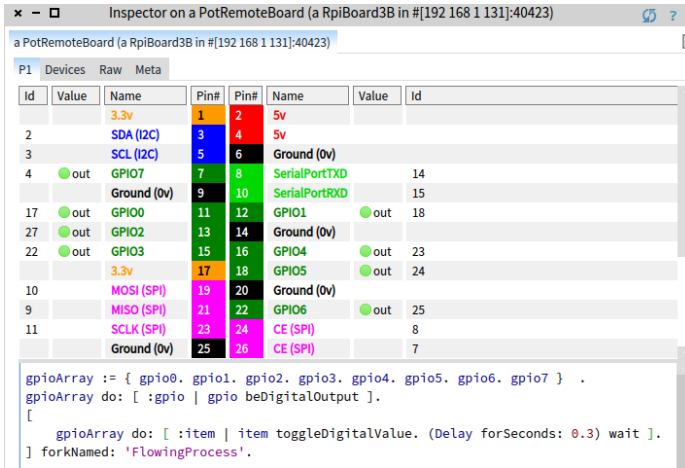 Inspector on a PotRemoteBoard (a RpiBoard3B in #[192 168 1 131]:40423)
?
a PotRemoteBoard (a RpiBoard3B in #[192 168 1 131]:40423)
P1 Devices Raw Meta
Id Value Name Pin# Pin# Name Value Id
3.3v 1 2 5v
2 SDA (I2C) 3 4 5v
3 SCL (I2C) 5 6 Ground (0v)
4 out GPIO7 7 8 SerialPortTXD 14
Ground (0v) 9 10 SerialPortRXD 15
17 out GPIO0 11 12 GPIO1 out 18
27 out GPIO2 13 14 Ground (0v)
22 out GPIO3 15 16 GPIO4 out 23
3.3v 17 18 GPIO5 out 24
10 MOSI (SPI) 19 20 Ground (0v)
9 MISO (SPI) 21 22 GPIO6 out 25
11 SCLK (SPI) 23 24 CE (SPI) 8
Ground (0v) 25 26 CE (SPI) 7
gpioArray := { gpio0. gpio1. gpio2. gpio3. gpio4. gpio5. gpio6. gpio7 } .
gpioArray do: [ :gpio | gpio beDigitalOutput ].
[
gpioArray do: [ :item | item toggleDigitalValue. (Delay forSeconds: 0.3) wait ].
] forkNamed: 'FlowingProcess'.